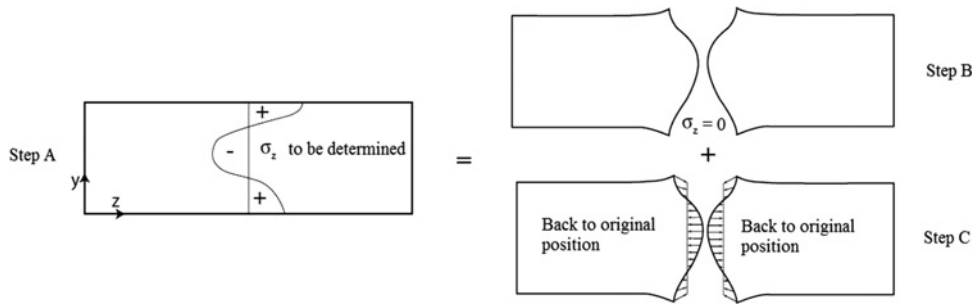 Step A
y
z
+
-
+
σz to be determined
=
Step B
σz = 0
+
Back to original
position
Back to original
position
Step C